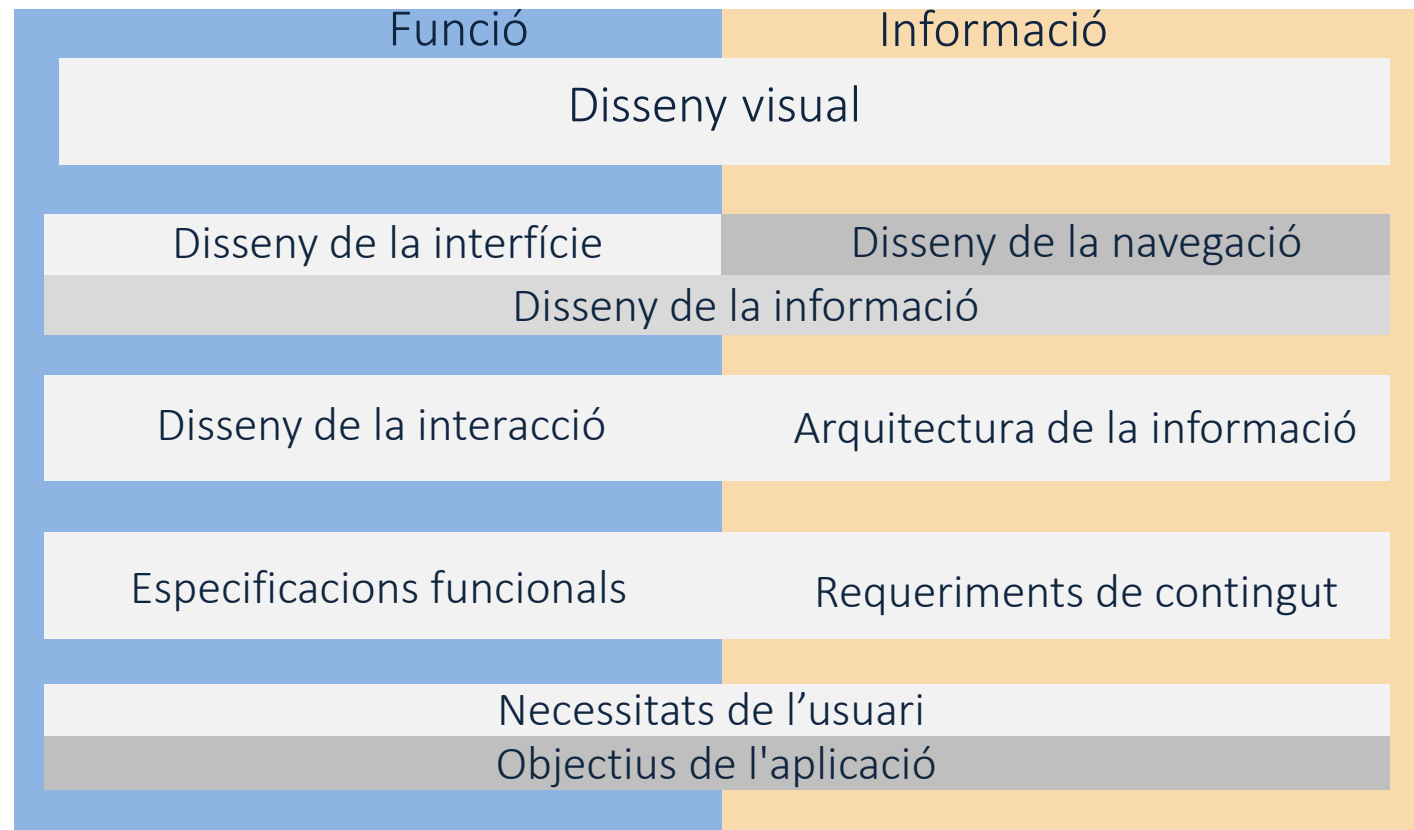 Funció
Informació
Disseny visual
Disseny de la interfície
Disseny de la navegació
Disseny de la informació
Disseny de la interacció
Arquitectura de la informació
Especificacions funcionals
Requeriments de contingut
Necessitats de l’usuari
Objectius de l'aplicació